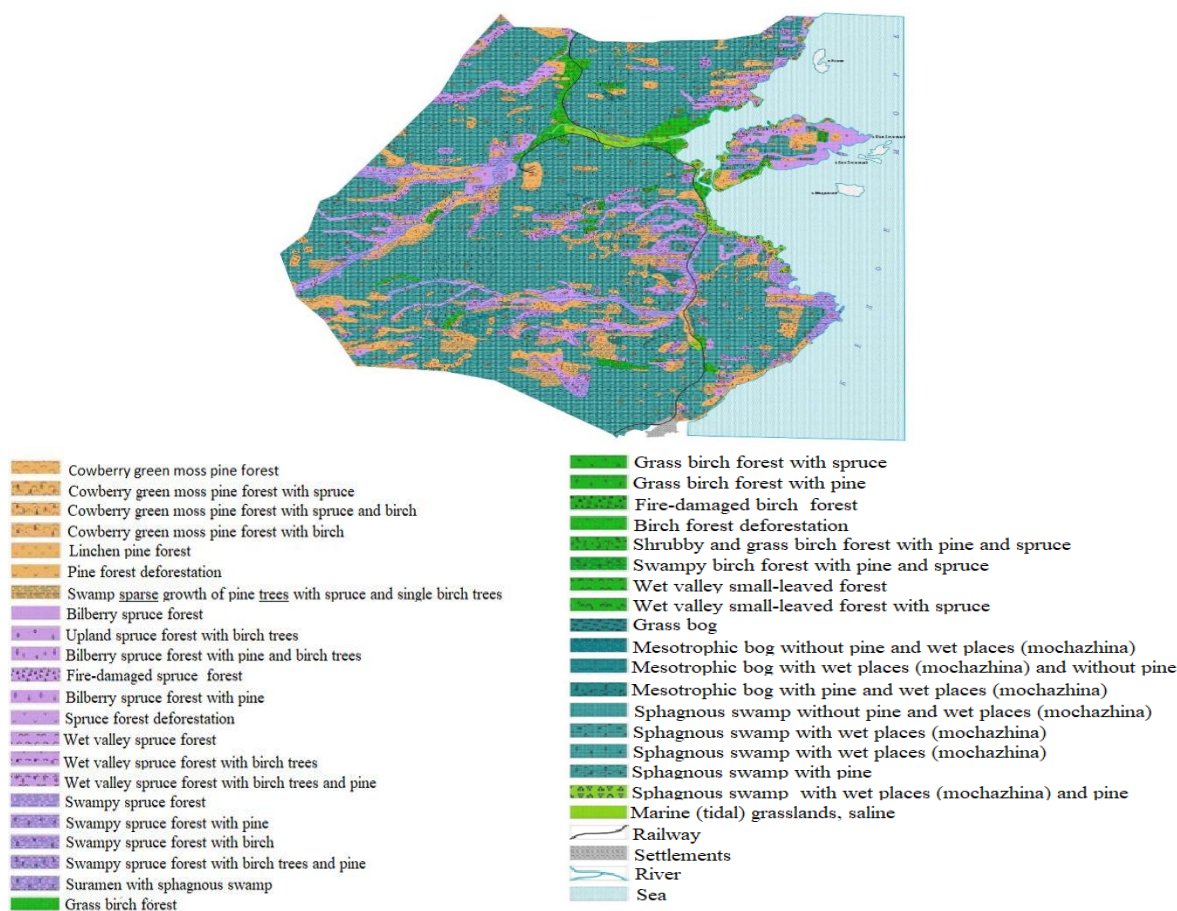 Cowberry green moss pine forest
Cowberry green moss pine forest with spruce
Cowberry green moss pine forest with spruce and birch
Cowberry green moss pine forest with birch
Linchen pine forest
Pine forest deforestation
Swamp sparse growth of pine trees with spruce and single birch trees
Bilberry spruce forest
Upland spruce forest with birch trees
Bilberry spruce forest with pine and birch trees
Fire-damaged spruce forest
Bilberry spruce forest with pine
Spruce forest deforestation
Wet valley spruce forest
Wet valley spruce forest with birch trees
Wet valley spruce forest with birch trees and pine
Swampy spruce forest
Swampy spruce forest with pine
Swampy spruce forest with birch
Swampy spruce forest with birch trees and pine
Suramen with sphagnous swamp
Grass birch forest
Grass birch forest with spruce
Grass birch forest with pine
Fire-damaged birch forest
Birch forest deforestation
Shrubby and grass birch forest with pine and spruce
Swampy birch forest with pine and spruce
Wet valley small-leaved forest
Wet valley small-leaved forest with spruce
Grass bog
Mesotrophic bog without pine and wet places (mochazhina)
Mesotrophic bog with wet places (mochazhina) and without pine
Mesotrophic bog with pine and wet places (mochazhina)
Sphagnous swamp without pine and wet places (mochazhina)
Sphagnous swamp with wet places (mochazhina)
Sphagnous swamp with wet places (mochazhina)
Sphagnous swamp with pine
Sphagnous swamp with wet places (mochazhina) and pine
Marine (tidal) grasslands, saline
Railway
Settlements
River
Sea